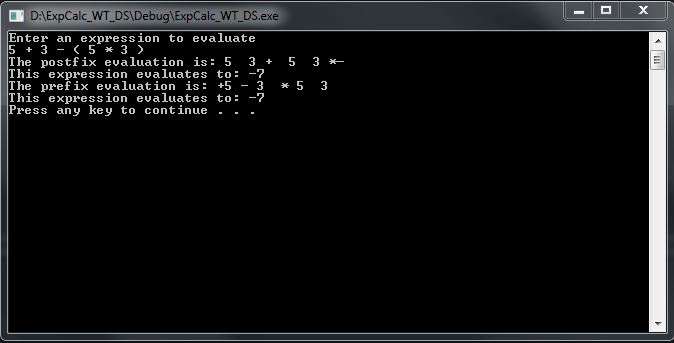 D:\ExpCalc_WT_DS\Debug\ExpCalc_WT_DS.exe
Enter an expression to evaluate
5 + 3 - ( 5 * 3 )
The postfix evaluation is: 5  3 +  5  3 *-
This expression evaluates to: -7
The prefix evaluation is: +5 - 3  * 5  3
This expression evaluates to: -7
Press any key to continue . . .